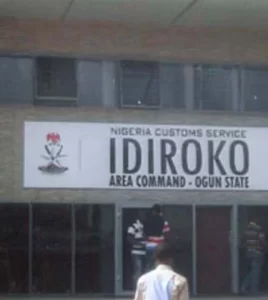 NIGERIA CUSTOMS SERVICE
IDIROKO
AREA COMMAND - OGUN STATE